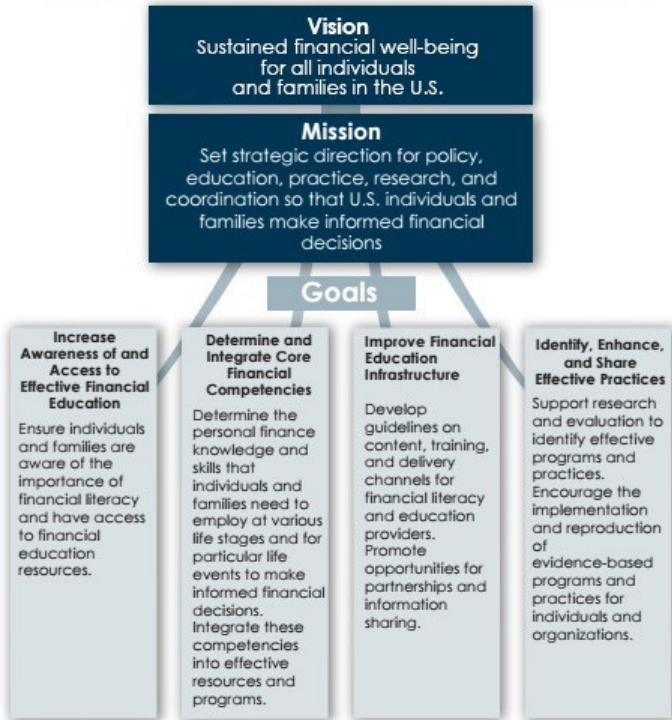 Vision
Sustained financial well-being
for all individuals
and families in the U.S.
Mission
Set strategic direction for policy,
education, practice, research, and
coordination so that U.S. individuals and
families make informed financial
decisions
Goals
Increase
Awareness of and
Access to
Effective Financial
Education
Ensure individuals
and families are
aware of the
importance of
financial literacy
and have access
to financial
education
resources.
Determine and
Integrate Core
Financial
Competencies
Determine the
personal finance
knowledge and
skills that
individuals and
families need to
employ at various
life stages and for
particular life
events to make
informed financial
decisions.
Integrate these
competencies
into effective
resources and
programs.
Improve Financial
Education
Infrastructure
Develop
guidelines on
content, training,
and delivery
channels for
financial literacy
and education
providers.
Promote
opportunities for
partnerships and
information
sharing.
Identify, Enhance,
and Share
Effective Practices
Support research
and evaluation to
identify effective
programs and
practices.
Encourage the
implementation
and reproduction
of
evidence-based
programs and
practices for
individuals and
organizations.